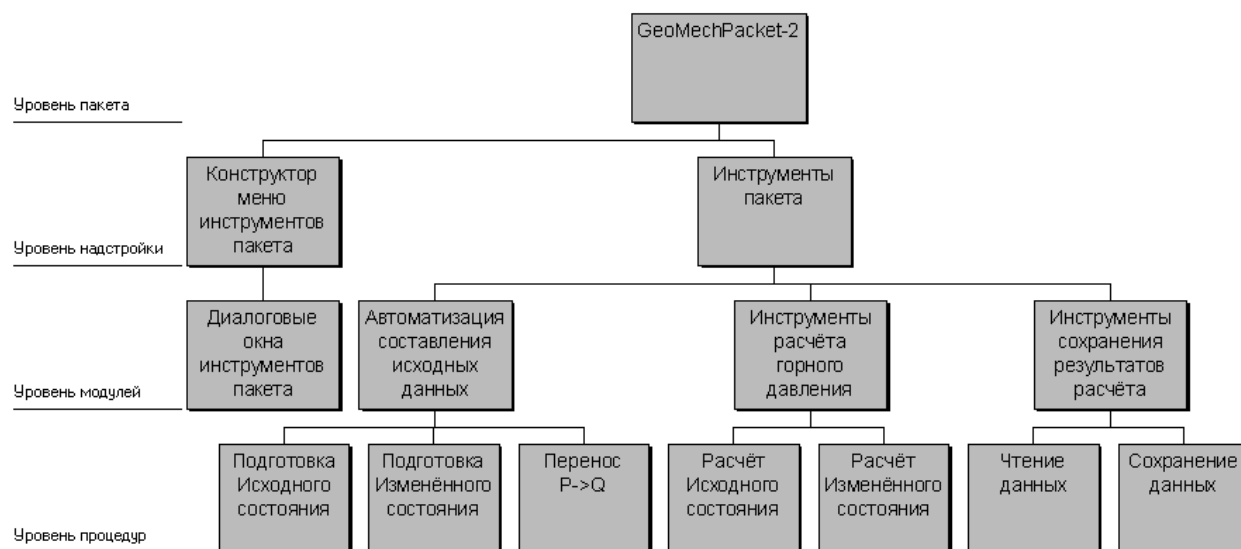 GeoMechPacket-2
Уровень пакета
Конструктор
меню
инструментов
пакета
Инструменты
пакета
Уровень надстройки
Диалоговые
окна
инструментов
пакета
Автоматизация
составления
исходных
данных
Инструменты
расчёта
горного
давления
Инструменты
сохранения
результатов
расчёта
Уровень модулей
Подготовка
Исходного
состояния
Подготовка
Изменённого
состояния
Перенос
P->Q
Расчёт
Исходного
состояния
Расчёт
Изменённого
состояния
Чтение
данных
Сохранение
данных
Уровень процедур